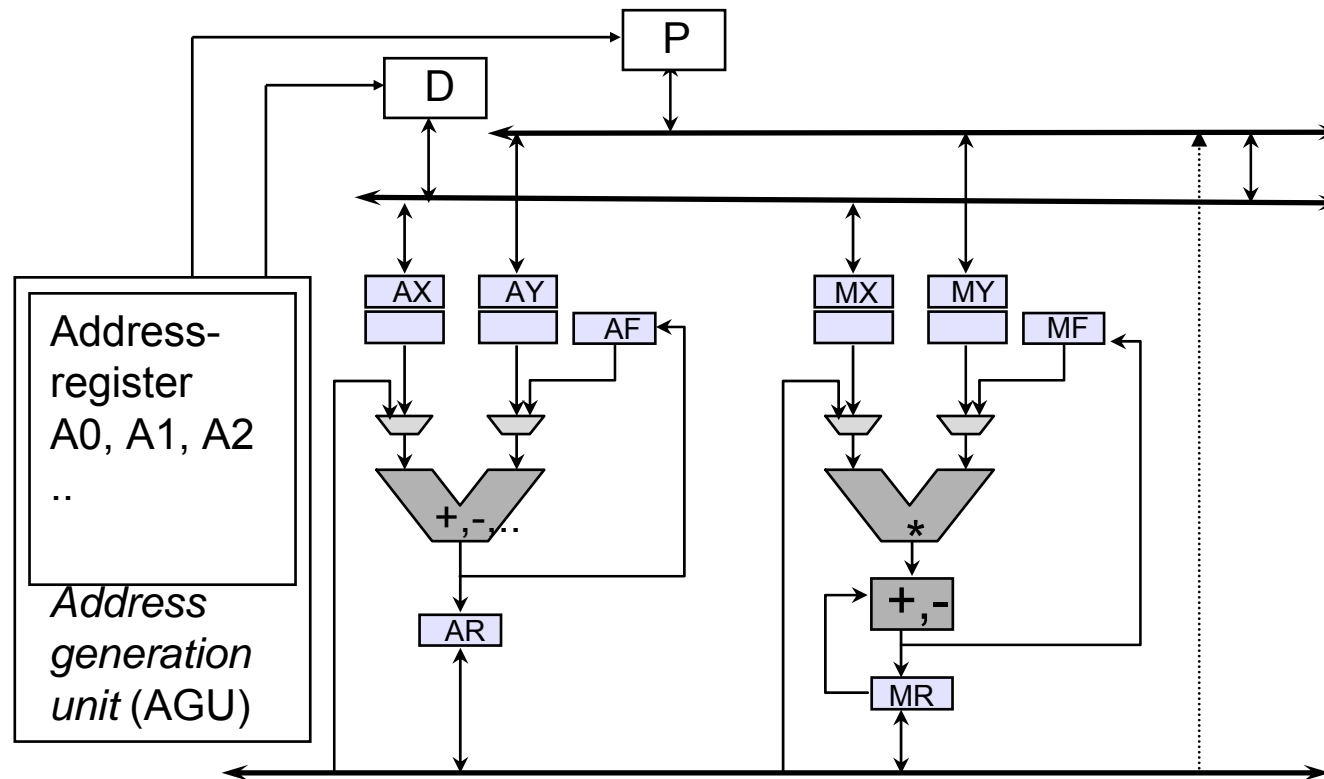 P
D
AX
AY
AF
MX
MY
MF
Address-
register
A0, A1, A2
..
+,-,..
*
+,-
Address
generation
unit (AGU)
AR
MR